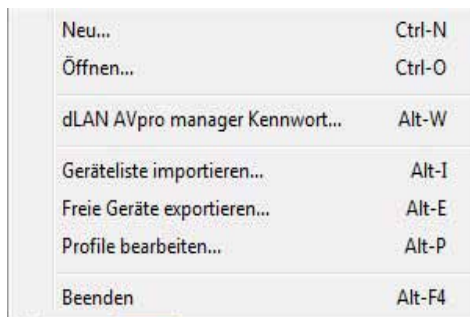 Neu... Ctrl-N
Öffnen... Ctrl-O
dLAN AVpro manager Kennwort... Alt-W
Geräteliste importieren... Alt-I
Freie Geräte exportieren... Alt-E
Profile bearbeiten... Alt-P
Beenden Alt-F4